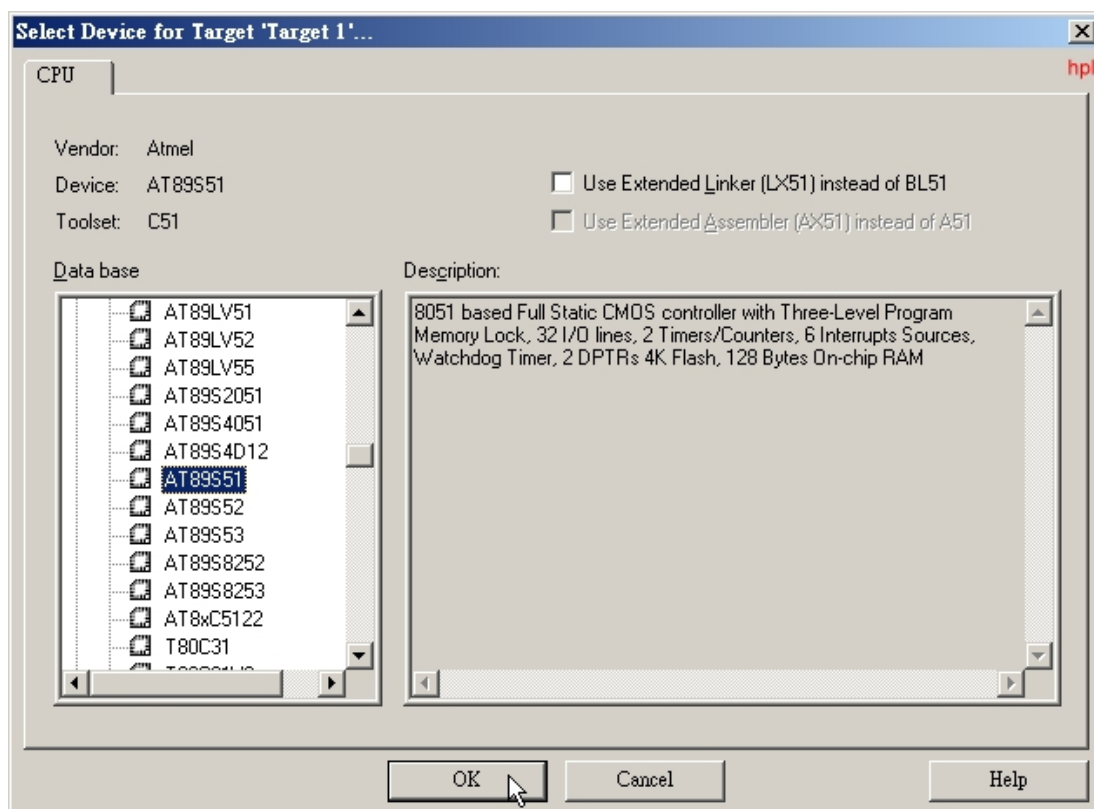 Select Device for Target 'Target 1'...
CPU
hpl
Vendor: Atmel
Device: AT89S51
Toolset: C51
Use Extended Linker (LX51) instead of BL51
Use Extended Assembler (AX51) instead of A51
Data base
Description:
AT89LV51
AT89LV52
AT89LV55
AT89S2051
AT89S4051
AT89S4D12
AT89S51
AT89S52
AT89S53
AT89S8252
AT89S8253
AT8xC5122
T80C31
8051 based Full Static CMOS controller with Three-Level Program
Memory Lock, 32 I/O lines, 2 Timers/Counters, 6 Interrupts Sources,
Watchdog Timer, 2 DPTRs 4K Flash, 128 Bytes On-chip RAM
OK
Cancel
Help